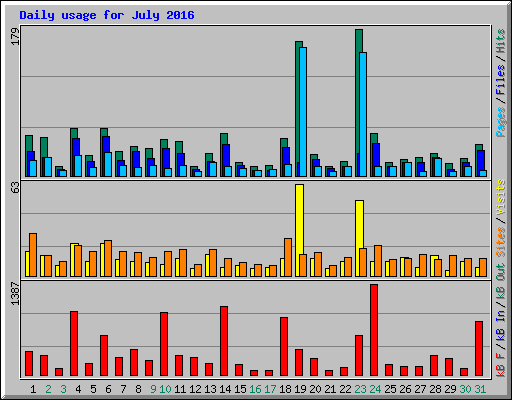 Daily usage for July 2016
179
Pages / Files / Hits
63
Sites / Visits
1387
kB F / kB In / kB Out
1 2 3 4 5 6 7 8 9 10 11 12 13 14 15 16 17 18 19 20 21 22 23 24 25 26 27 28 29 30 31